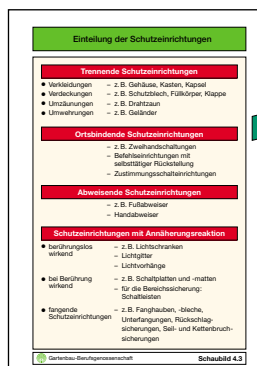 Einteilung der Schutzeinrichtungen
Trennende Schutzeinrichtungen
● Verkleidungen – z. B. Gehäuse, Kasten, Kapsel
● Verdeckungen – z. B. Schutzblech, Füllkörper, Klappe
● Umzäunungen – z. B. Drahtzaun
● Umwehrungen – z. B. Geländer
Ortsbindende Schutzeinrichtungen
– z. B. Zweihandschaltungen
– Befehlseinrichtungen mit
selbsttätiger Rückstellung
– Zustimmungsschalteinrichtungen
Abweisende Schutzeinrichtungen
– z. B. Fußabweiser
– Handabweiser
Schutzeinrichtungen mit Annäherungsreaktion
● berührungslos – z. B. Lichtschranken
wirkend – Lichtgitter
– Lichtvorhänge
● bei Berührung – z. B. Schaltplatten und -matten
wirkend – für die Bereichssicherung:
Schaltleisten
● fangende – z. B. Fanghauben, -bleche,
Schutzeinrichtungen Unterfangungen, Rückschlag-
sicherungen, Seil- und Kettenbruch-
sicherungen
Gartenbau-Berufsgenossenschaft Schaubild 4.3